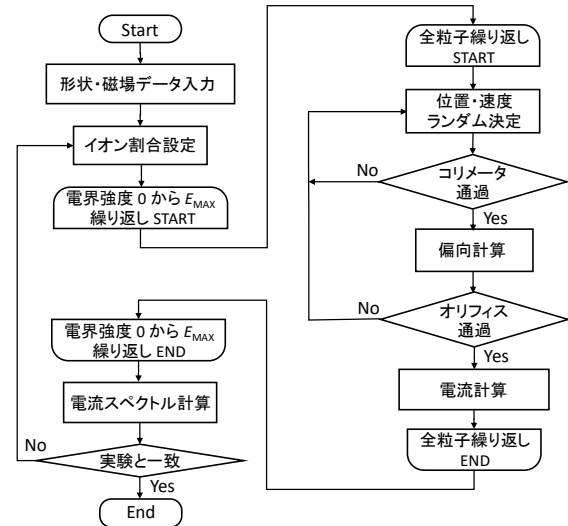 Start
形状・磁場データ入力
イオン割合設定
電界強度 0 から EMAX
繰り返し START
全粒子繰り返し
START
位置・速度
ランダム決定
No
コリメータ
通過
Yes
偏向計算
No
オリフィス
通過
Yes
電流計算
全粒子繰り返し
END
電界強度 0 から EMAX
繰り返し END
電流スペクトル計算
No
実験と一致
Yes
End